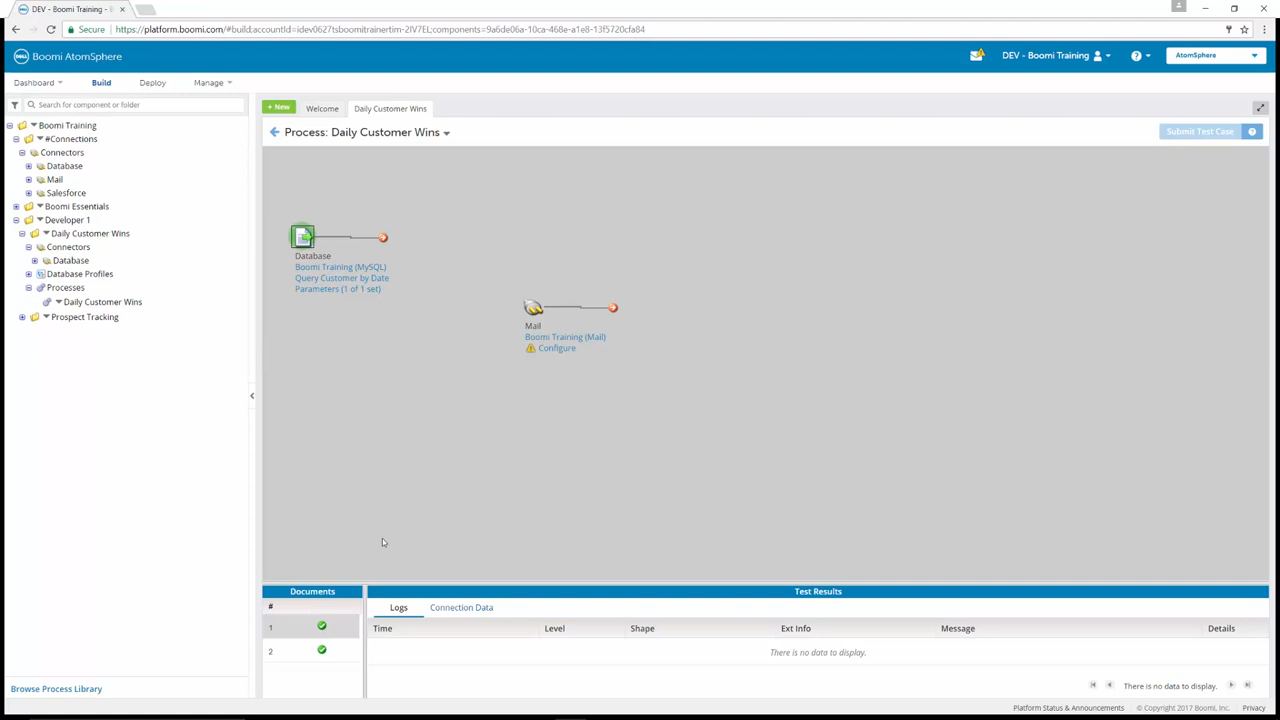 DEV - Boomi Training -
Secure
https://platform.boomi.com/#build;accountId=idev0627tsboomitrainertim-2IV7EL;components=9a6de06a-10ca-468e-a1e8-13f5720cfa84
DELL Boomi AtomSphere
DEV - Boomi Training
AtomSphere
Dashboard
Build
Deploy
Manage
Search for component or folder
+ New
Welcome
Daily Customer Wins
Process: Daily Customer Wins
Submit Test Case
Boomi Training
#Connections
Connectors
Database
Mail
Salesforce
Boomi Essentials
Developer 1
Daily Customer Wins
Connectors
Database
Database Profiles
Processes
Daily Customer Wins
Prospect Tracking
Browse Process Library
Database
Boomi Training (MySQL)
Query Customer by Date
Parameters (1 of 1 set)
Mail
Boomi Training (Mail)
Configure
Documents
#
1
2
Test Results
Logs
Connection Data
Time
Level
Shape
Ext Info
Message
Details
There is no data to display.
There is no data to display.
Platform Status & Announcements
© Copyright 2017 Boomi, Inc.
Privacy